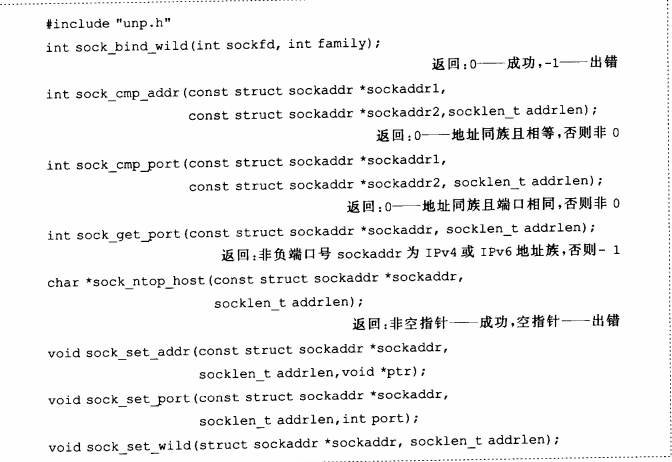 #include "unp.h"
int sock_bind_wild(int sockfd, int family);
返回:0——成功,-1——出错
int sock_cmp_addr(const struct sockaddr *sockaddr1,
const struct sockaddr *sockaddr2,socklen_t addrlen);
返回:0——地址同族且相等,否则非 0
int sock_cmp_port(const struct sockaddr *sockaddr1,
const struct sockaddr *sockaddr2, socklen_t addrlen);
返回:0——地址同族且端口相同,否则非 0
int sock_get_port(const struct sockaddr *sockaddr, socklen_t addrlen);
返回:非负端口号 sockaddr 为 IPv4 或 IPv6 地址族,否则- 1
char *sock_ntop_host(const struct sockaddr *sockaddr,
socklen_t addrlen);
返回:非空指针——成功,空指针——出错
void sock_set_addr(const struct sockaddr *sockaddr,
socklen_t addrlen,void *ptr);
void sock_set_port(const struct sockaddr *sockaddr,
socklen_t addrlen,int port);
void sock_set_wild(struct sockaddr *sockaddr, socklen_t addrlen);